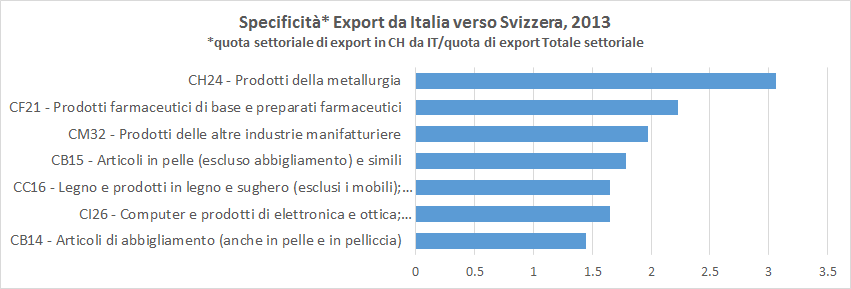 Specificità* Export da Italia verso Svizzera, 2013
*quota settoriale di export in CH da IT/quota di export Totale settoriale
CH24 - Prodotti della metallurgia
CF21 - Prodotti farmaceutici di base e preparati farmaceutici
CM32 - Prodotti delle altre industrie manifatturiere
CB15 - Articoli in pelle (escluso abbigliamento) e simili
CC16 - Legno e prodotti in legno e sughero (esclusi i mobili);...
CI26 - Computer e prodotti di elettronica e ottica;...
CB14 - Articoli di abbigliamento (anche in pelle e in pelliccia)
0 0.5 1 1.5 2 2.5 3 3.5